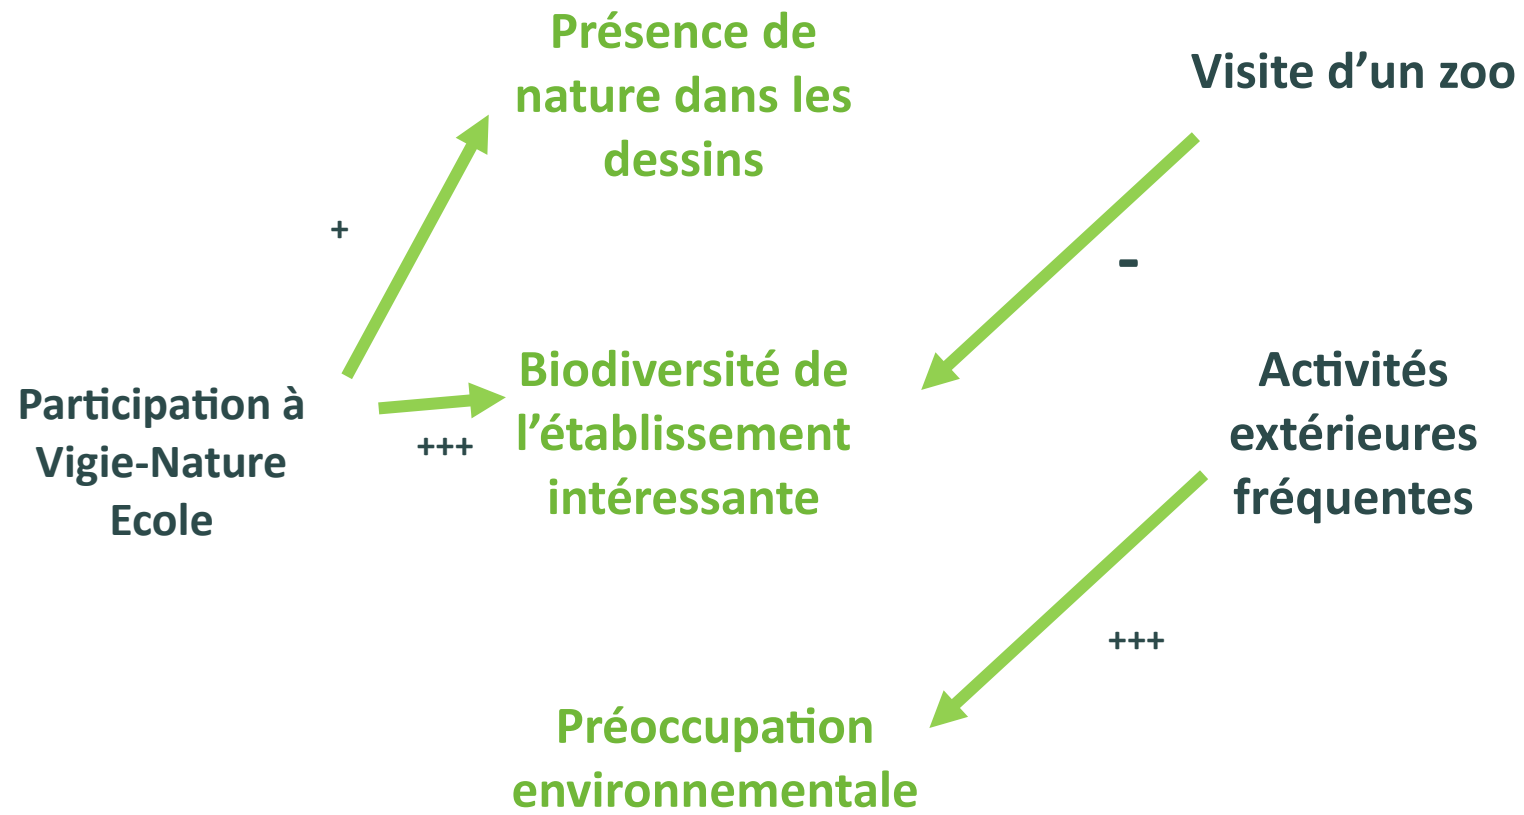 Présence de
nature dans les
dessins
Visite d’un zoo
+
-
Participation à
Vigie-Nature
Ecole
+++
Biodiversité de
l’établissement
intéressante
Activités
extérieures
fréquentes
+++
Préoccupation
environnementale